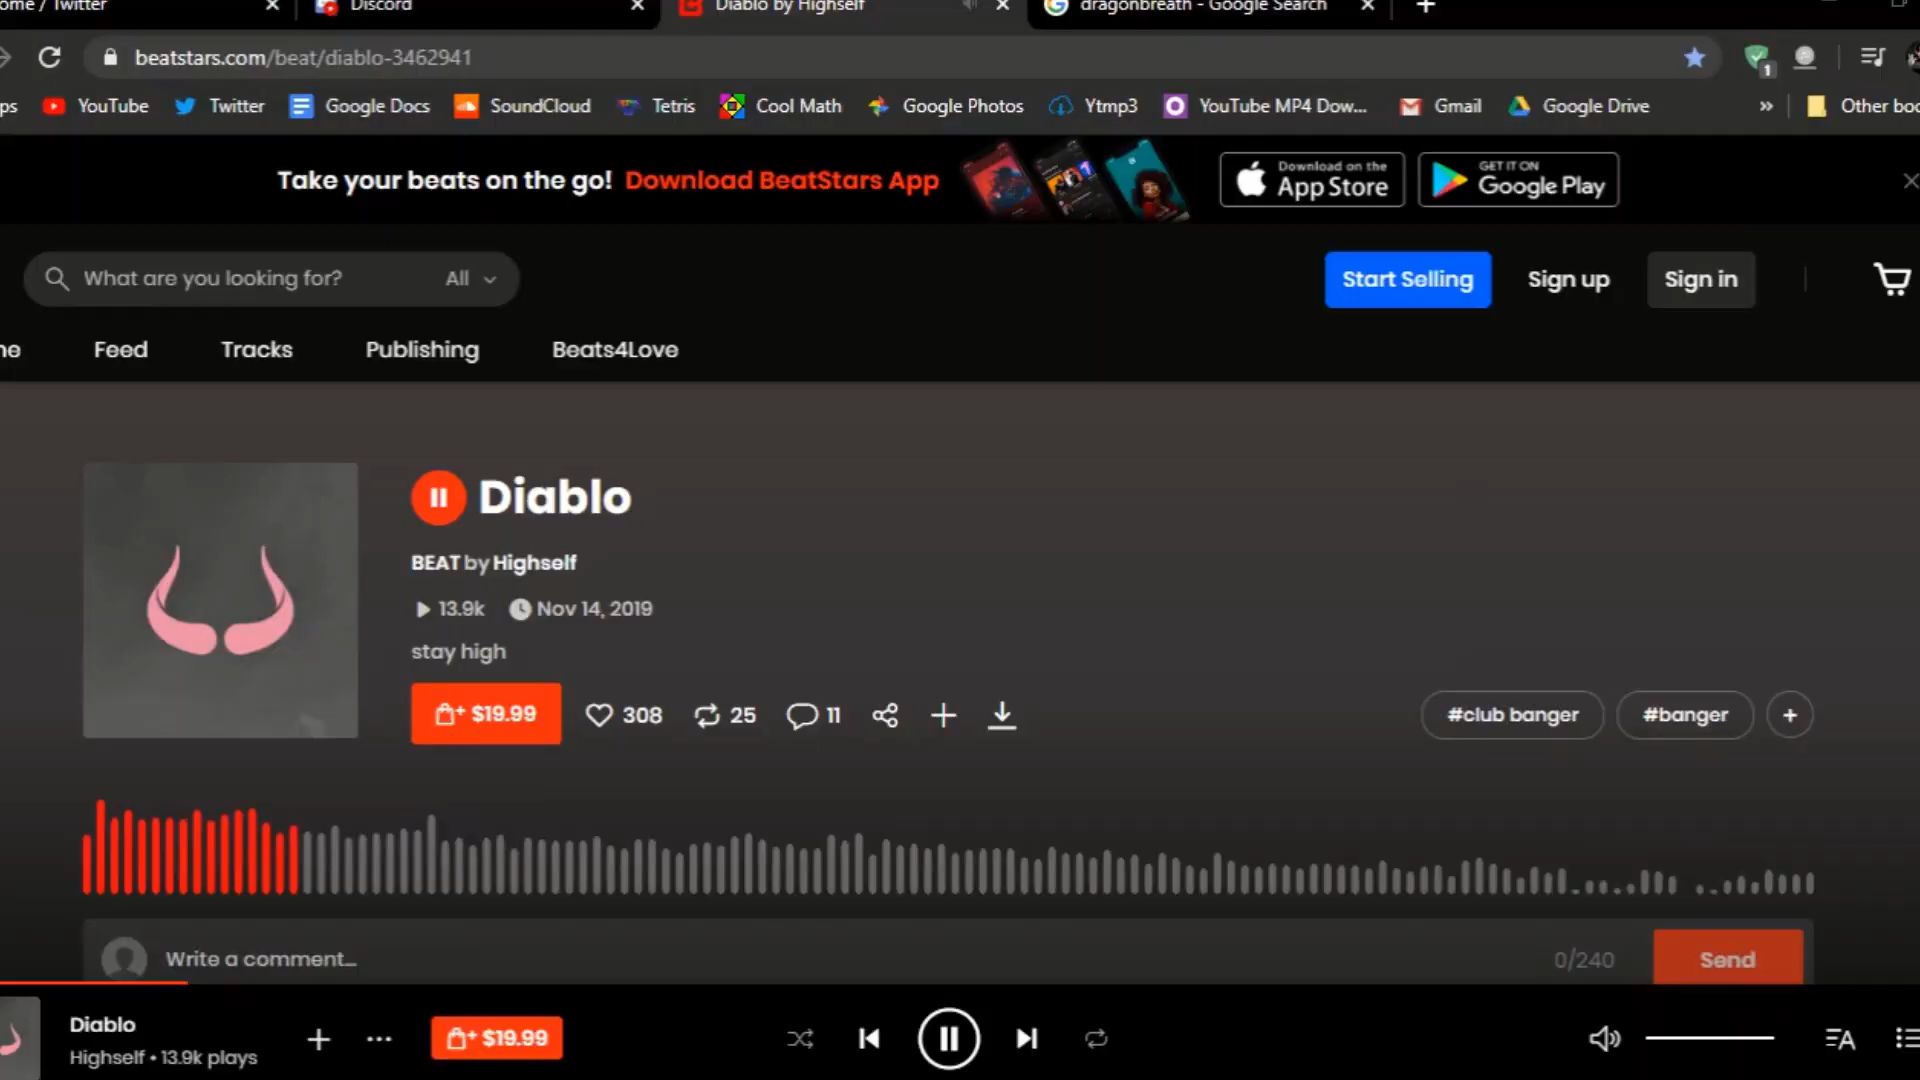 ome / Twitter
Discord
Diablo by Highself
dragonbreath - Google Search
beatstars.com/beat/diablo-3462941
1
ps
YouTube
Twitter
Google Docs
SoundCloud
Tetris
Cool Math
Google Photos
Ytmp3
YouTube MP4 Dow...
Gmail
Google Drive
»
Other boo
Take your beats on the go! Download BeatStars App
Download on the
App Store
GET IT ON
Google Play
What are you looking for?
All
Start Selling
Sign up
Sign in
ne
Feed
Tracks
Publishing
Beats4Love
Diablo
BEAT by Highself
13.9k
Nov 14, 2019
stay high
$19.99
308
25
11
#club banger
#banger
+
Write a comment...
0/240
Send
Diablo
Highself • 13.9k plays
$19.99